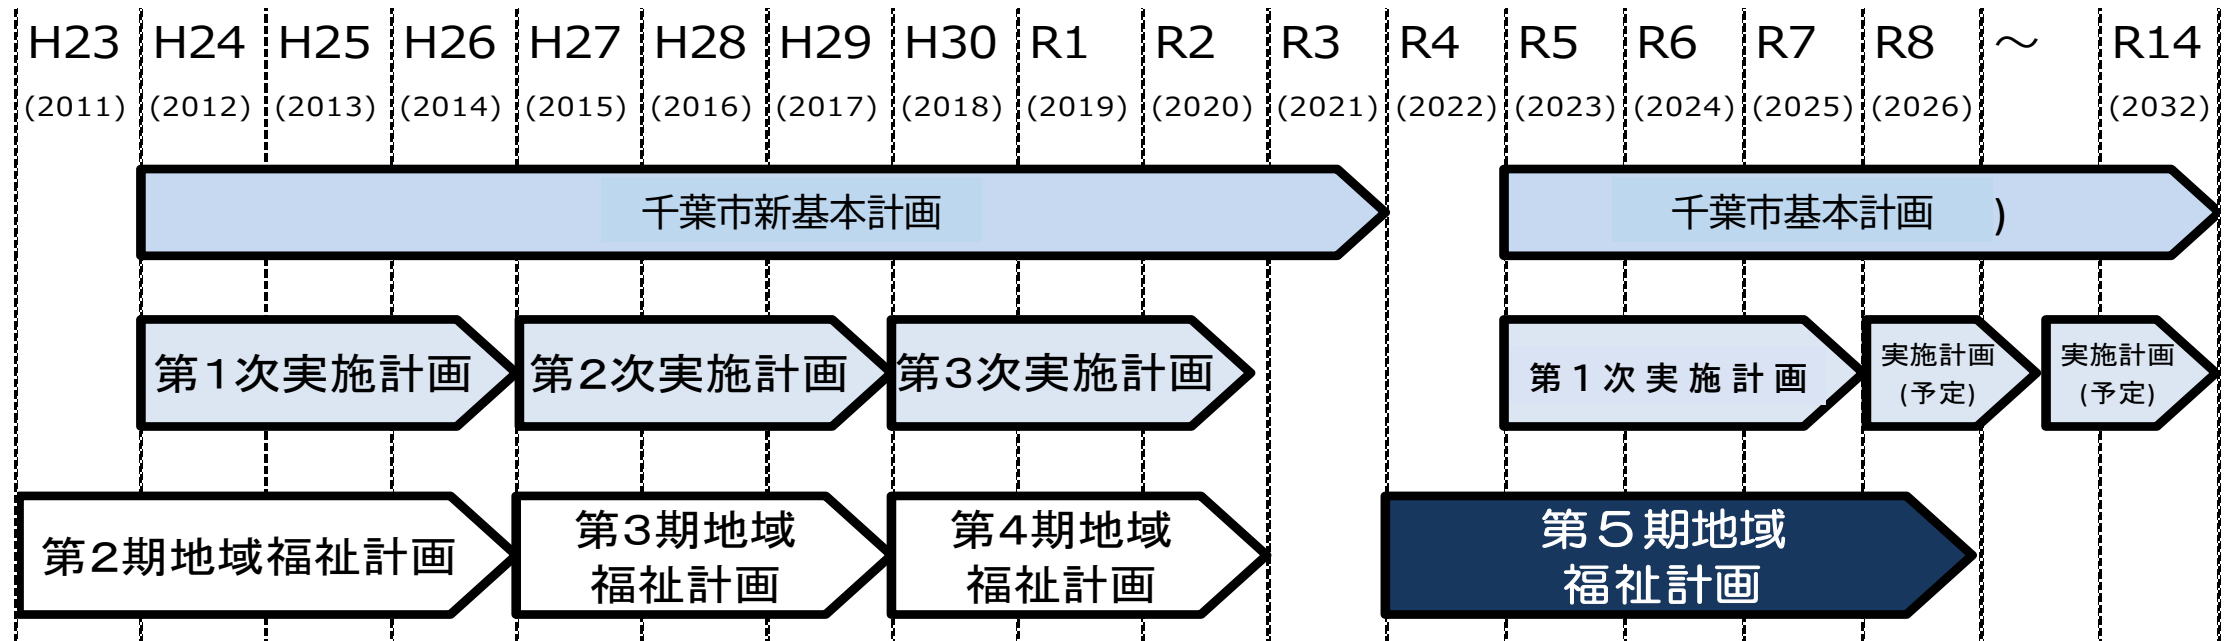 H23 H24 H25 H26 H27 H28 H29 H30 R1 R2 R3 R4 R5 R6 R7 R8 ～ R14
(2011) (2012) (2013) (2014) (2015) (2016) (2017) (2018) (2019) (2020) (2021) (2022) (2023) (2024) (2025) (2026) (2032)
千葉市新基本計画
千葉市基本計画 )
第1次実施計画
第2次実施計画
第3次実施計画
第1次実施計画
実施計画
(予定)
実施計画
(予定)
第2期地域福祉計画
第3期地域
福祉計画
第4期地域
福祉計画
第5期地域
福祉計画